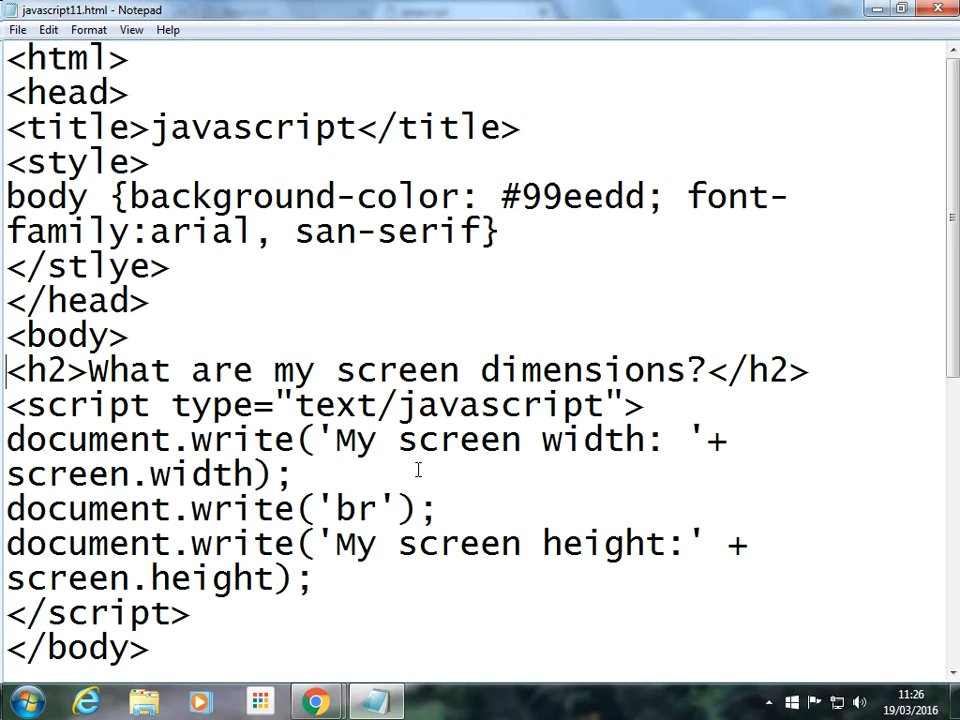 javascript11.html - Notepad
File Edit Format View Help
<html>
<head>
<title>javascript</title>
<style>
body {background-color: #99eedd; font-
family:arial, san-serif}
</stlye>
</head>
<body>
<h2>What are my screen dimensions?</h2>
<script type="text/javascript">
document.write('My screen width: '+
screen.width);
document.write('br');
document.write('My screen height:' +
screen.height);
</script>
</body>
11:26
19/03/2016